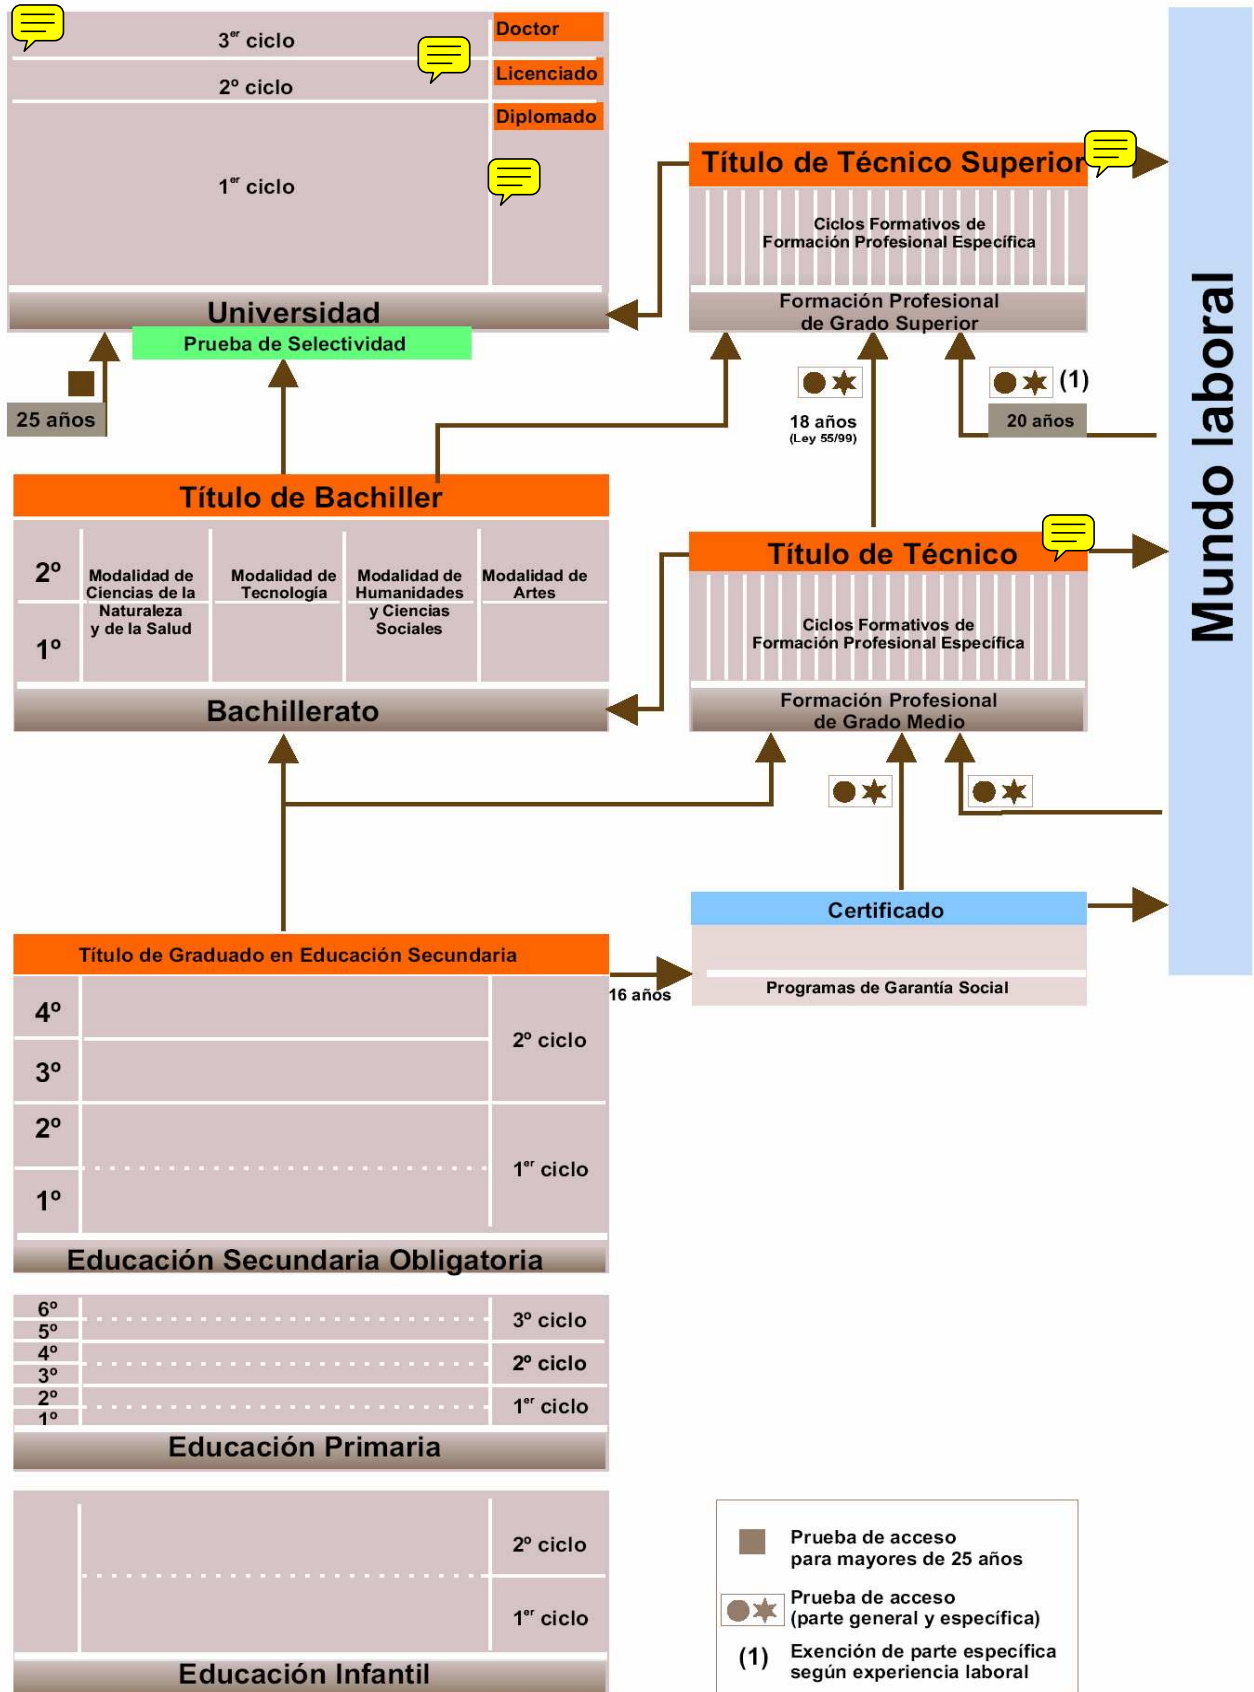 3er ciclo
Doctor
2º ciclo
Licenciado
Diplomado
1er ciclo
Universidad
Prueba de Selectividad
25 años
Título de Técnico Superior
Ciclos Formativos de
Formación Profesional Específica
Formación Profesional
de Grado Superior
18 años
(Ley 55/99)
(1)
20 años
Mundo laboral
Título de Bachiller
2º
1º
Modalidad de
Ciencias de la
Naturaleza
y de la Salud
Modalidad de
Tecnología
Modalidad de
Humanidades
y Ciencias
Sociales
Modalidad de
Artes
Bachillerato
Título de Técnico
Ciclos Formativos de
Formación Profesional Específica
Formación Profesional
de Grado Medio
Certificado
Programas de Garantía Social
16 años
Título de Graduado en Educación Secundaria
4º
3º
2º ciclo
2º
1º
1er ciclo
Educación Secundaria Obligatoria
6º
5º
3º ciclo
4º
3º
2º ciclo
2º
1º
1er ciclo
Educación Primaria
2º ciclo
1er ciclo
Educación Infantil
Prueba de acceso
para mayores de 25 años
Prueba de acceso
(parte general y específica)
(1) Exención de parte específica
según experiencia laboral